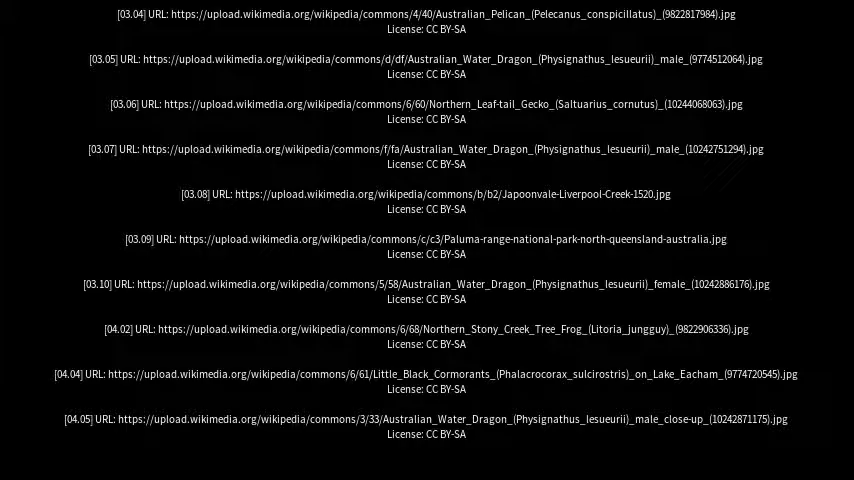 [03.04] URL: https://upload.wikimedia.org/wikipedia/commons/4/40/Australian_Pelican_(Pelecanus_conspicillatus)_(9822817984).jpg
License: CC BY-SA
[03.05] URL: https://upload.wikimedia.org/wikipedia/commons/d/df/Australian_Water_Dragon_(Physignathus_lesueurii)_male_(9774512064).jpg
License: CC BY-SA
[03.06] URL: https://upload.wikimedia.org/wikipedia/commons/6/60/Northern_Leaf-tail_Gecko_(Saltuarius_cornutus)_(10244068063).jpg
License: CC BY-SA
[03.07] URL: https://upload.wikimedia.org/wikipedia/commons/f/fa/Australian_Water_Dragon_(Physignathus_lesueurii)_male_(10242751294).jpg
License: CC BY-SA
[03.08] URL: https://upload.wikimedia.org/wikipedia/commons/b/b2/Japoonvale-Liverpool-Creek-1520.jpg
License: CC BY-SA
[03.09] URL: https://upload.wikimedia.org/wikipedia/commons/c/c3/Paluma-range-national-park-north-queensland-australia.jpg
License: CC BY-SA
[03.10] URL: https://upload.wikimedia.org/wikipedia/commons/5/58/Australian_Water_Dragon_(Physignathus_lesueurii)_female_(10242886176).jpg
License: CC BY-SA
[04.02] URL: https://upload.wikimedia.org/wikipedia/commons/6/68/Northern_Stony_Creek_Tree_Frog_(Litoria_jungguy)_(9822906336).jpg
License: CC BY-SA
[04.04] URL: https://upload.wikimedia.org/wikipedia/commons/6/61/Little_Black_Cormorants_(Phalacrocorax_sulcirostris)_on_Lake_Eacham_(9774720545).jpg
License: CC BY-SA
[04.05] URL: https://upload.wikimedia.org/wikipedia/commons/3/33/Australian_Water_Dragon_(Physignathus_lesueurii)_male_close-up_(10242871175).jpg
License: CC BY-SA